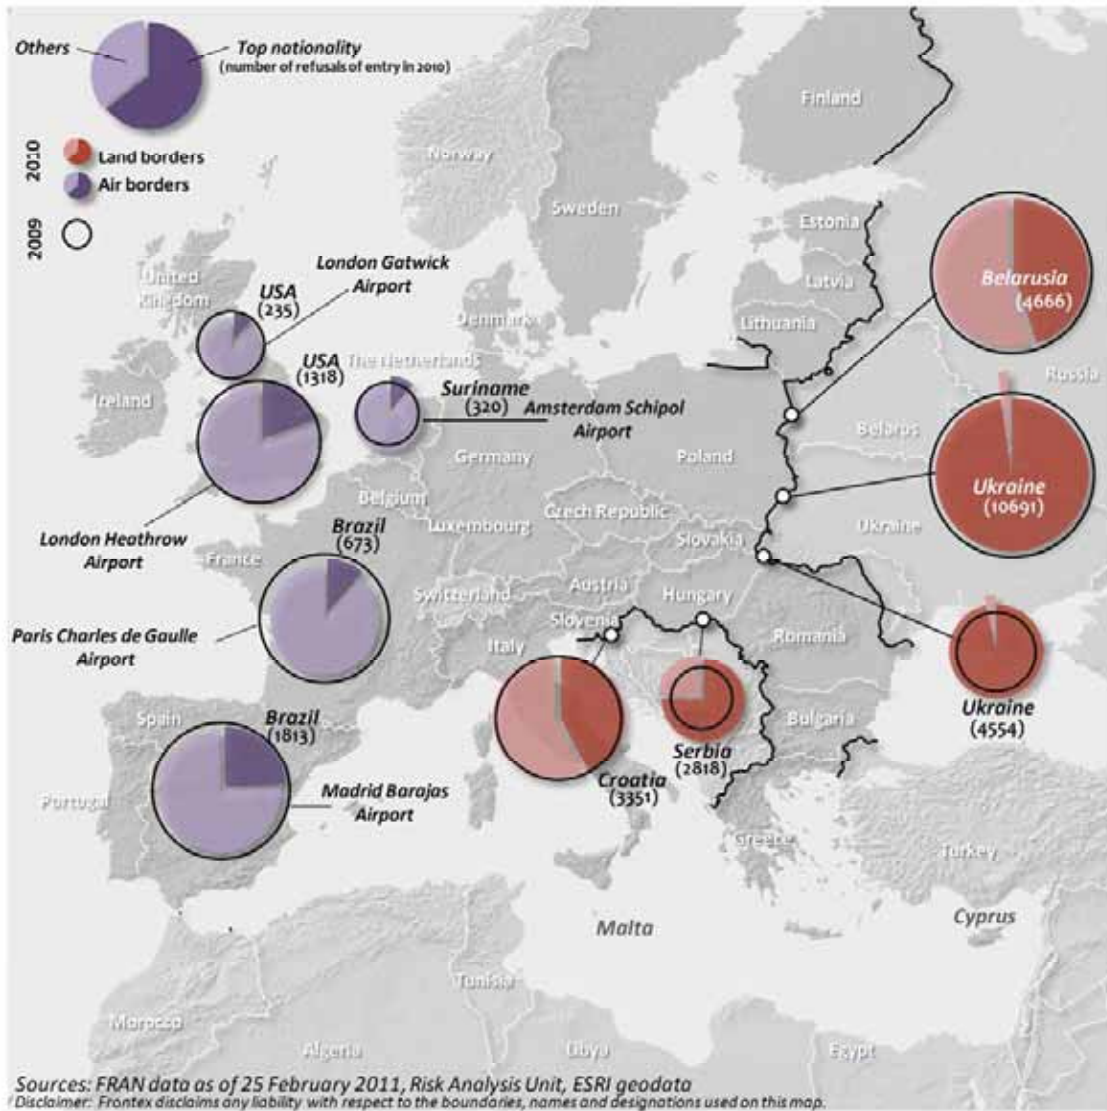 Others
Top nationality
(number of refusals of entry in 2010)
2010
Land borders
Air borders
2009
Finland
Norway
Sweden
Estonia
Latvia
Lithuania
Denmark
United
Kingdom
Ireland
London Gatwick
Airport
USA
(235)
USA
(1318)
The Netherlands
Suriname
(320)
Amsterdam Schipol
Airport
Belarusia
(4666)
Russia
Belarus
Poland
Germany
Belgium
Luxembourg
Czech Republic
Slovakia
Ukraine
Ukraine
(10691)
London Heathrow
Airport
France
Brazil
(673)
Switzerland
Austria
Hungary
Slovenia
Romania
Italy
Paris Charles de Gaulle
Airport
Ukraine
(4554)
Bulgaria
Serbia
(2818)
Croatia
(3351)
Spain
Portugal
Brazil
(1813)
Madrid Barajas
Airport
Greece
Turkey
Malta
Cyprus
Tunisia
Morocco
Algeria
Libya
Egypt
Sources: FRAN data as of 25 February 2011, Risk Analysis Unit, ESRI geodata
Disclaimer: Frontex disclaims any liability with respect to the boundaries, names and designations used on this map.